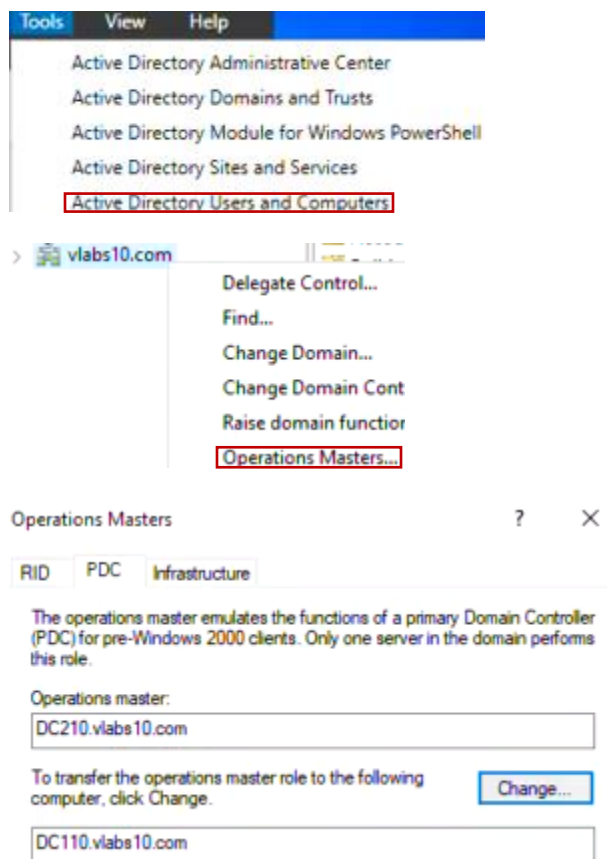 Tools View Help
Active Directory Administrative Center
Active Directory Domains and Trusts
Active Directory Module for Windows PowerShell
Active Directory Sites and Services
Active Directory Users and Computers
vlabs10.com
Delegate Control...
Find...
Change Domain...
Change Domain Cont
Raise domain function
Operations Masters...
Operations Masters ? ×
RID PDC Infrastructure
The operations master emulates the functions of a primary Domain Controller
(PDC) for pre-Windows 2000 clients. Only one server in the domain performs
this role.
Operations master:
DC210.vlabs10.com
To transfer the operations master role to the following
computer, click Change.
Change...
DC110.vlabs10.com